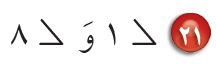 ٢١ ⦣ ١ وَ ⦣ ٨